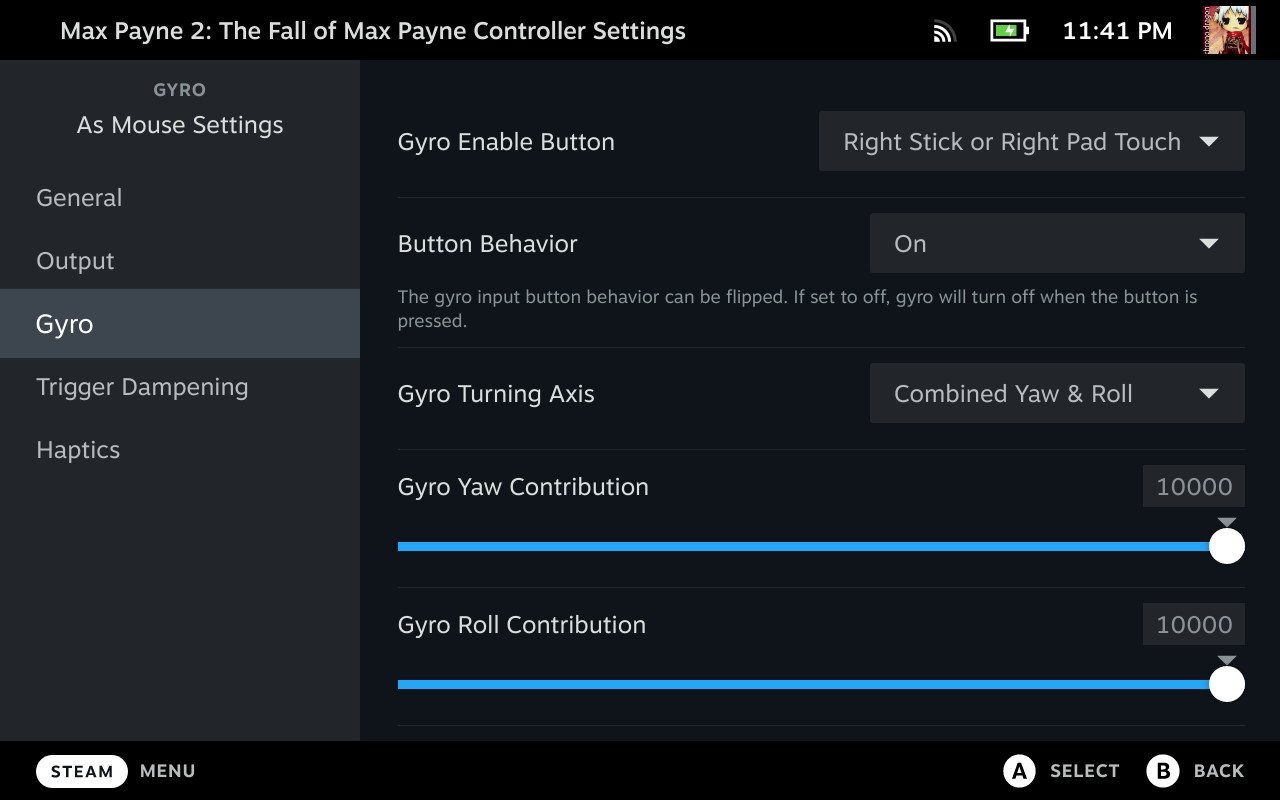 Max Payne 2: The Fall of Max Payne Controller Settings
11:41 PM
GYRO
As Mouse Settings
General
Output
Gyro
Trigger Dampening
Haptics
Gyro Enable Button
Right Stick or Right Pad Touch
Button Behavior
On
The gyro input button behavior can be flipped. If set to off, gyro will turn off when the button is
pressed.
Gyro Turning Axis
Combined Yaw & Roll
Gyro Yaw Contribution
10000
Gyro Roll Contribution
10000
STEAM
MENU
A SELECT
B BACK